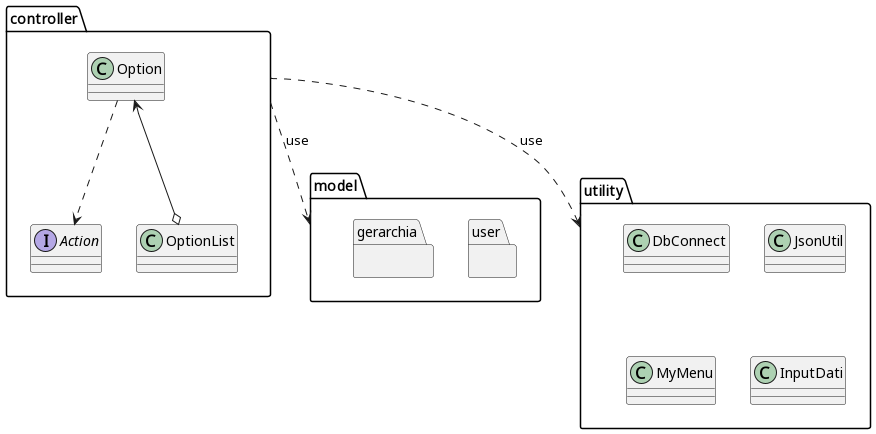 controller
C Option
I Action
C OptionList
use
use
model
gerarchia
user
utility
C DbConnect
C JsonUtil
C MyMenu
C InputDati